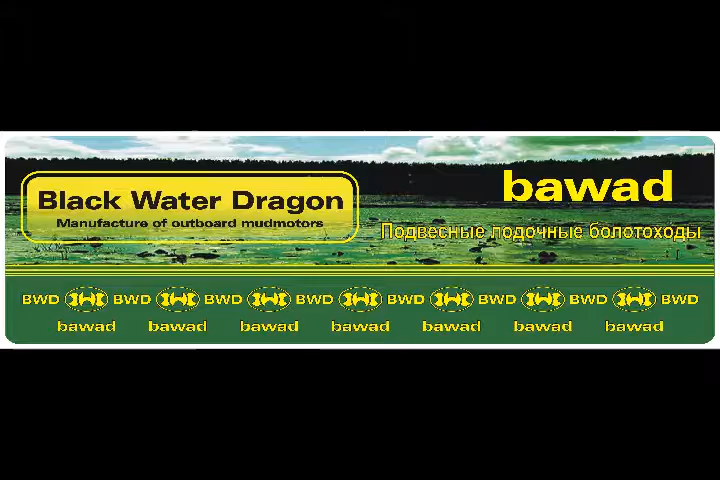 Black Water Dragon
Manufacture of outboard mudmotors
bawad
Подвесные лодочные болотоходы
BWD BWD BWD BWD BWD BWD BWD BWD
bawad bawad bawad bawad bawad bawad bawad